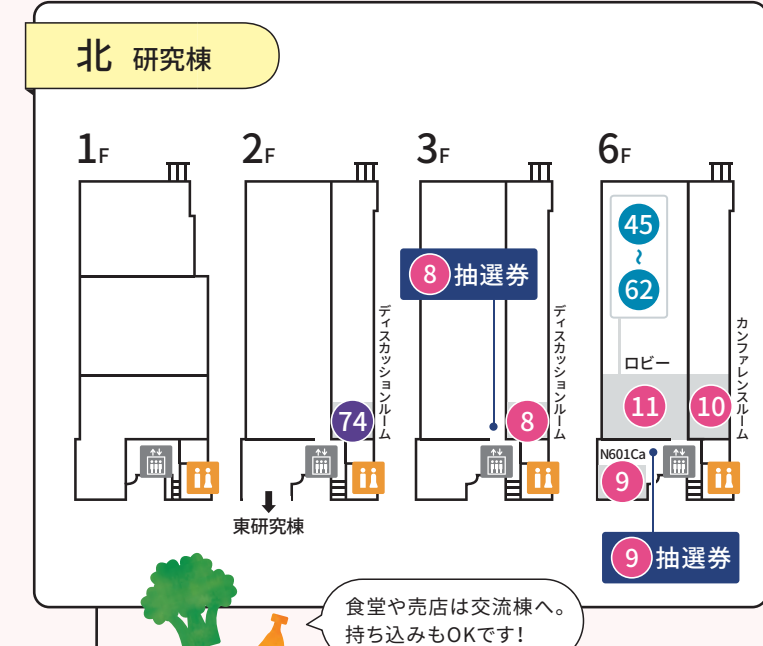 北 研究棟
1F
2F
3F
6F
45
~
62
8 抽選券
ディスカッションルーム
ディスカッションルーム
カンファレンスルーム
ロビー
74
8
11
10
N601Ca
9
東研究棟
9 抽選券
食堂や売店は交流棟へ。
持ち込みもOKです!